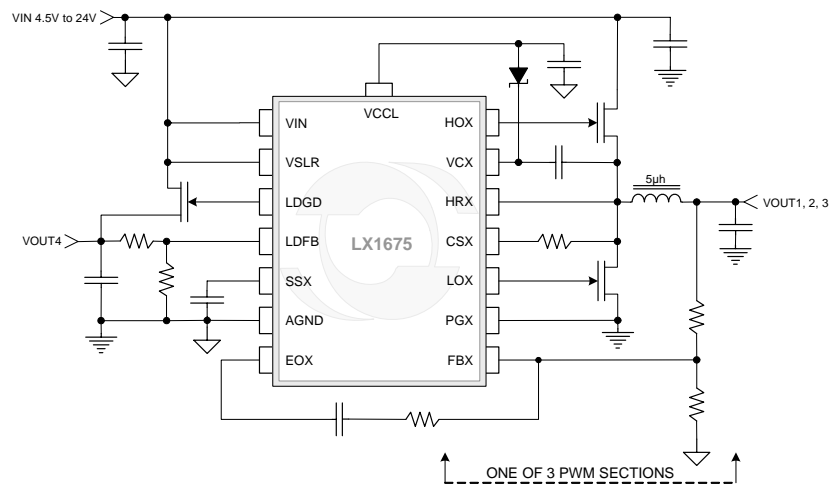 VIN 4.5V to 24V
VCCL
VIN
HOX
VSLR
VCX
LDGD
HRX
5µh
VOUT1, 2, 3
VOUT4
LDFB
LX1675
CSX
SSX
LOX
AGND
PGX
EOX
FBX
ONE OF 3 PWM SECTIONS